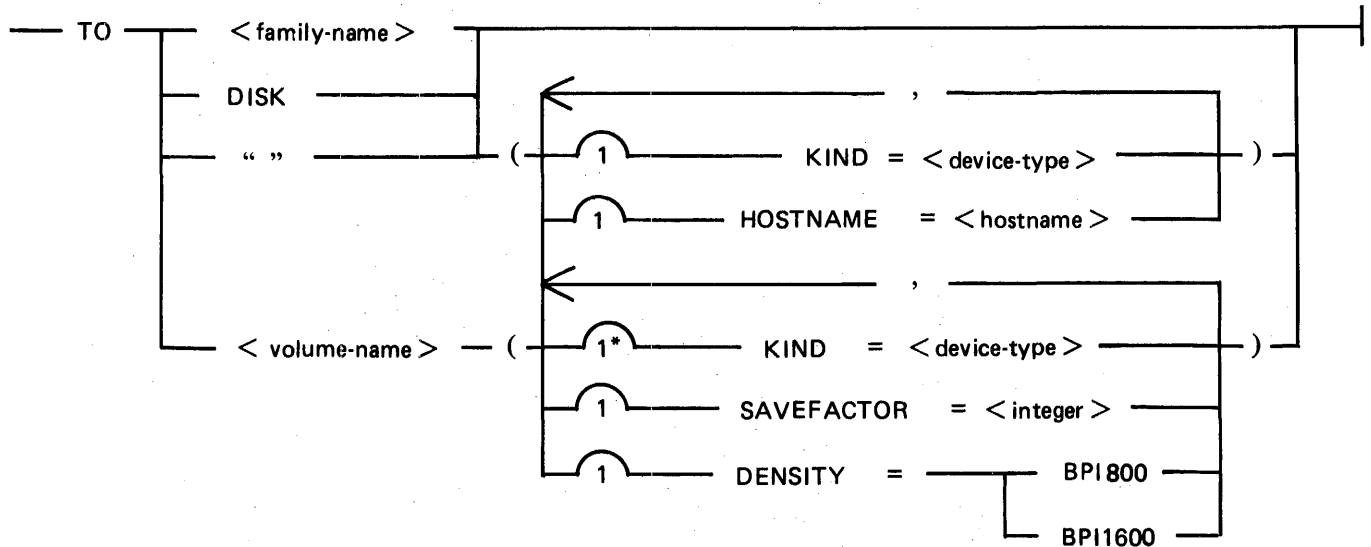 TO <family-name>
DISK
,
“ ” ( 1 KIND = <device-type> )
1 HOSTNAME = <hostname>
,
<volume-name> ( 1* KIND = <device-type> )
1 SAVEFACTOR = <integer>
1 DENSITY = BPI800
BPI1600